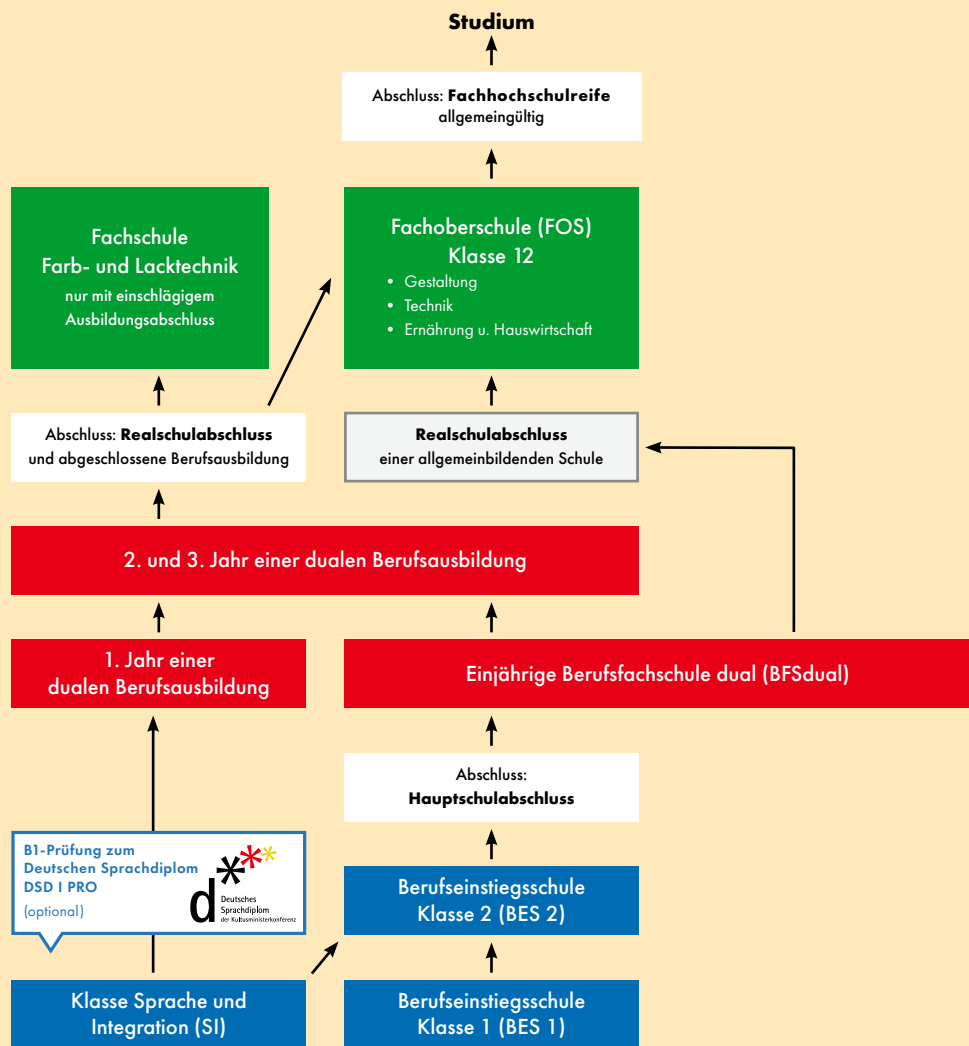 Studium
Abschluss: Fachhochschulreife
allgemeingültig
Fachschule
Farb- und Lacktechnik
nur mit einschlägigem
Ausbildungsabschluss
Fachoberschule (FOS)
Klasse 12
• Gestaltung
• Technik
• Ernährung u. Hauswirtschaft
Abschluss: Realschulabschluss
und abgeschlossene Berufsausbildung
Realschulabschluss
einer allgemeinbildenden Schule
2. und 3. Jahr einer dualen Berufsausbildung
1. Jahr einer
dualen Berufsausbildung
Einjährige Berufsfachschule dual (BFSdual)
Abschluss:
Hauptschulabschluss
B1-Prüfung zum
Deutschen Sprachdiplom
DSD I PRO
(optional)
d***
Deutsches
Sprachdiplom
der Kultusministerkonferenz
Berufseinstiegsschule
Klasse 2 (BES 2)
Klasse Sprache und
Integration (SI)
Berufseinstiegsschule
Klasse 1 (BES 1)